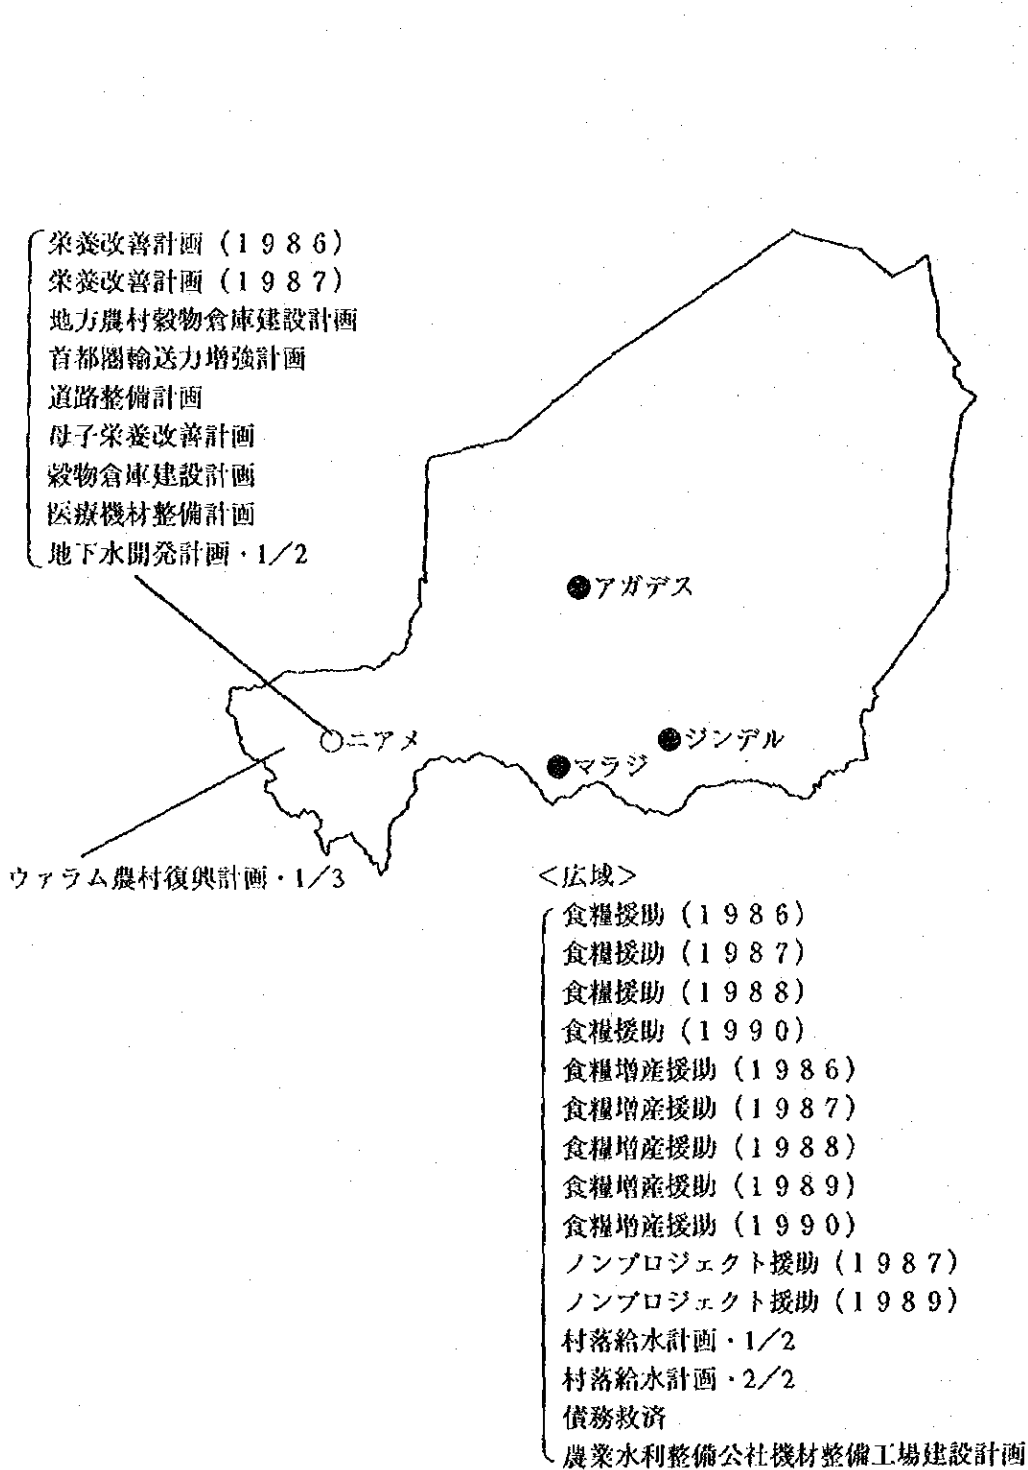 栄養改善計画（1986）
栄養改善計画（1987）
地方農村穀物倉庫建設計画
首都圏輸送力増強計画
道路整備計画
母子栄養改善計画
穀物倉庫建設計画
医療機材整備計画
地下水開発計画・1／2
アガデス
ニアメ
ジンデル
マラジ
ウァラム農村復興計画・1／3
＜広域＞
食糧援助（1986）
食糧援助（1987）
食糧援助（1988）
食糧援助（1990）
食糧増産援助（1986）
食糧増産援助（1987）
食糧増産援助（1988）
食糧増産援助（1989）
食糧増産援助（1990）
ノンプロジェクト援助（1987）
ノンプロジェクト援助（1989）
村落給水計画・1／2
村落給水計画・2／2
債務救済
農業水利整備公社機材整備工場建設計画